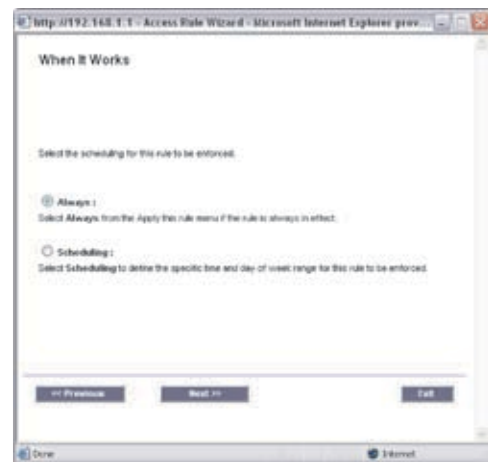 http://192.168.1.1 - Access Rule Wizard - Microsoft Internet Explorer prov...
When It Works
Select the scheduling for this rule to be enforced.
Always :
Select Always from the Apply this rule menu if the rule is always in effect.
Scheduling :
Select Scheduling to define the specific time and day of week range for this rule to be enforced.
<< Previous Next >> Exit
Done Internet